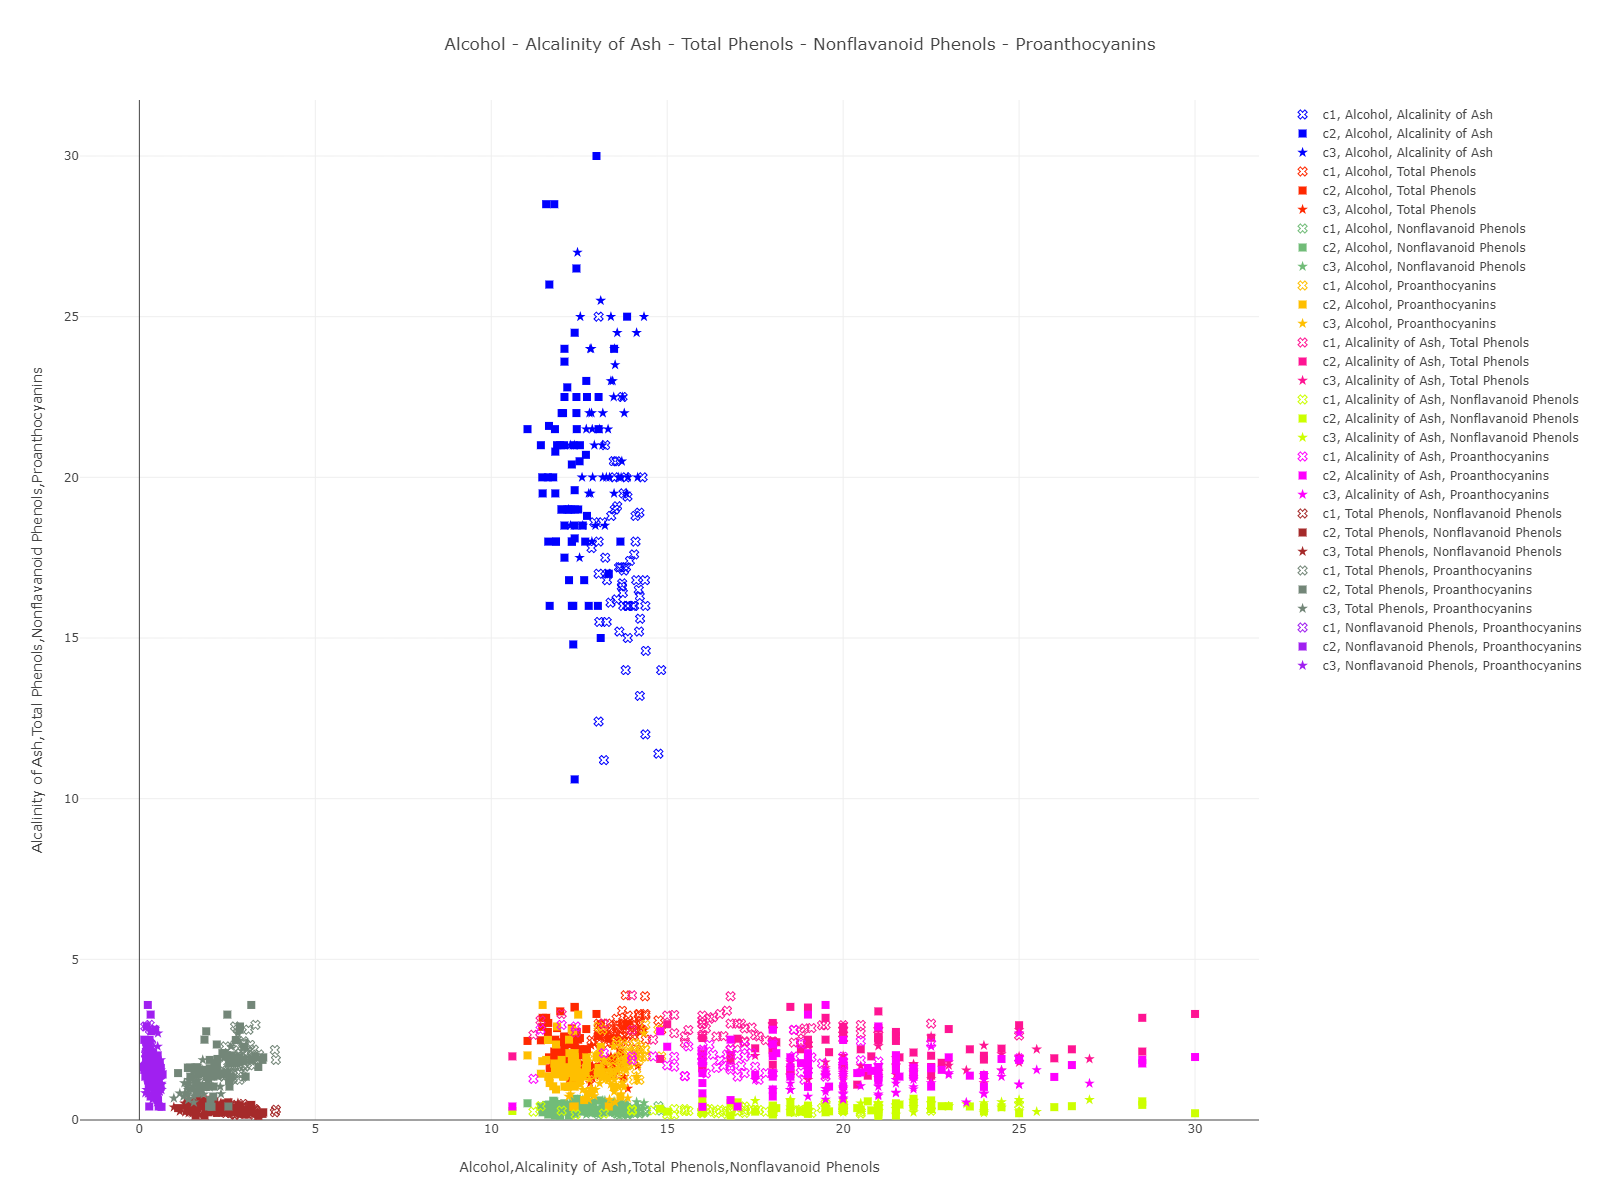 Alcohol - Alcalinity of Ash - Total Phenols - Nonflavanoid Phenols - Proanthocyanins
Alcalinity of Ash,Total Phenols,Nonflavanoid Phenols,Proanthocyanins
30
25
20
15
10
5
0
0
5
10
15
20
25
30
Alcohol,Alcalinity of Ash,Total Phenols,Nonflavanoid Phenols
c1, Alcohol, Alcalinity of Ash
c2, Alcohol, Alcalinity of Ash
c3, Alcohol, Alcalinity of Ash
c1, Alcohol, Total Phenols
c2, Alcohol, Total Phenols
c3, Alcohol, Total Phenols
c1, Alcohol, Nonflavanoid Phenols
c2, Alcohol, Nonflavanoid Phenols
c3, Alcohol, Nonflavanoid Phenols
c1, Alcohol, Proanthocyanins
c2, Alcohol, Proanthocyanins
c3, Alcohol, Proanthocyanins
c1, Alcalinity of Ash, Total Phenols
c2, Alcalinity of Ash, Total Phenols
c3, Alcalinity of Ash, Total Phenols
c1, Alcalinity of Ash, Nonflavanoid Phenols
c2, Alcalinity of Ash, Nonflavanoid Phenols
c3, Alcalinity of Ash, Nonflavanoid Phenols
c1, Alcalinity of Ash, Proanthocyanins
c2, Alcalinity of Ash, Proanthocyanins
c3, Alcalinity of Ash, Proanthocyanins
c1, Total Phenols, Nonflavanoid Phenols
c2, Total Phenols, Nonflavanoid Phenols
c3, Total Phenols, Nonflavanoid Phenols
c1, Total Phenols, Proanthocyanins
c2, Total Phenols, Proanthocyanins
c3, Total Phenols, Proanthocyanins
c1, Nonflavanoid Phenols, Proanthocyanins
c2, Nonflavanoid Phenols, Proanthocyanins
c3, Nonflavanoid Phenols, Proanthocyanins